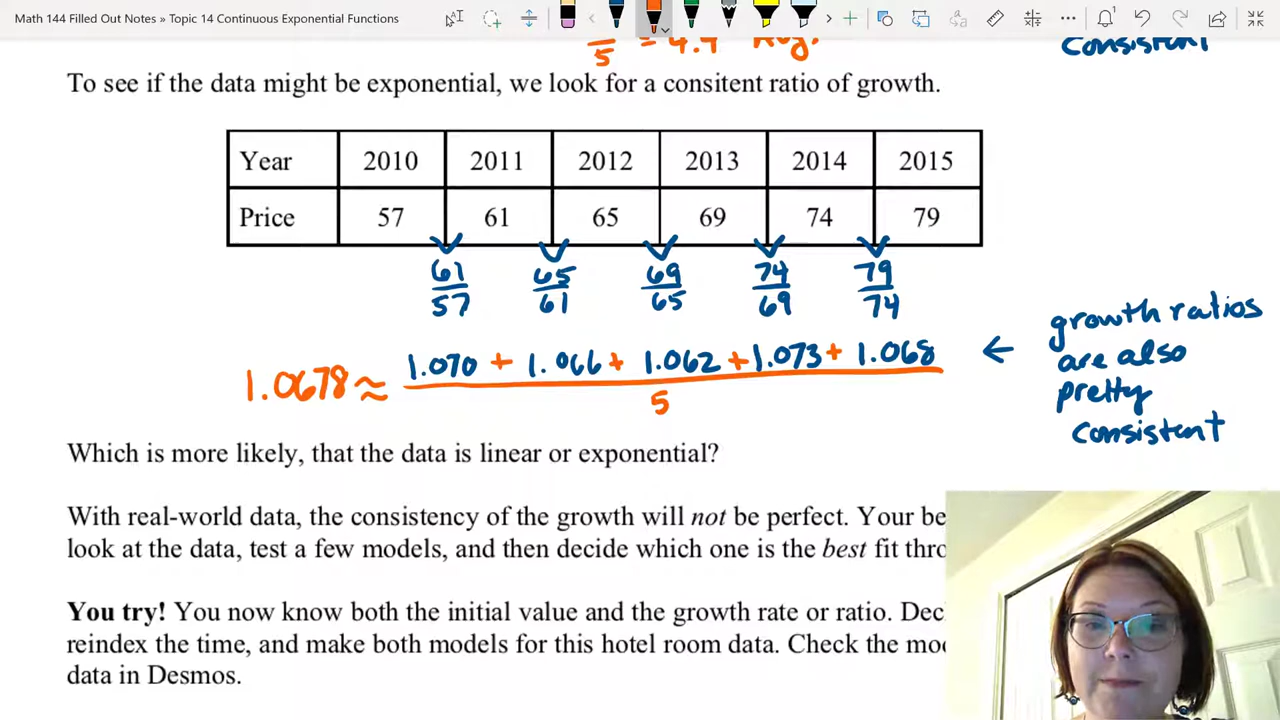 Math 144 Filled Out Notes » Topic 14 Continuous Exponential Functions
5 = 4.4 Avg.
consistent
To see if the data might be exponential, we look for a consitent ratio of growth.
Year 2010 2011 2012 2013 2014 2015
Price 57 61 65 69 74 79
61/57 65/61 69/65 74/69 79/74
1.0678 ≈ 1.070 + 1.066 + 1.062 + 1.073 + 1.068
5
← growth ratios
are also
pretty
consistent
Which is more likely, that the data is linear or exponential?
With real-world data, the consistency of the growth will not be perfect. Your be
look at the data, test a few models, and then decide which one is the best fit thro
You try! You now know both the initial value and the growth rate or ratio. Dec
reindex the time, and make both models for this hotel room data. Check the mo
data in Desmos.